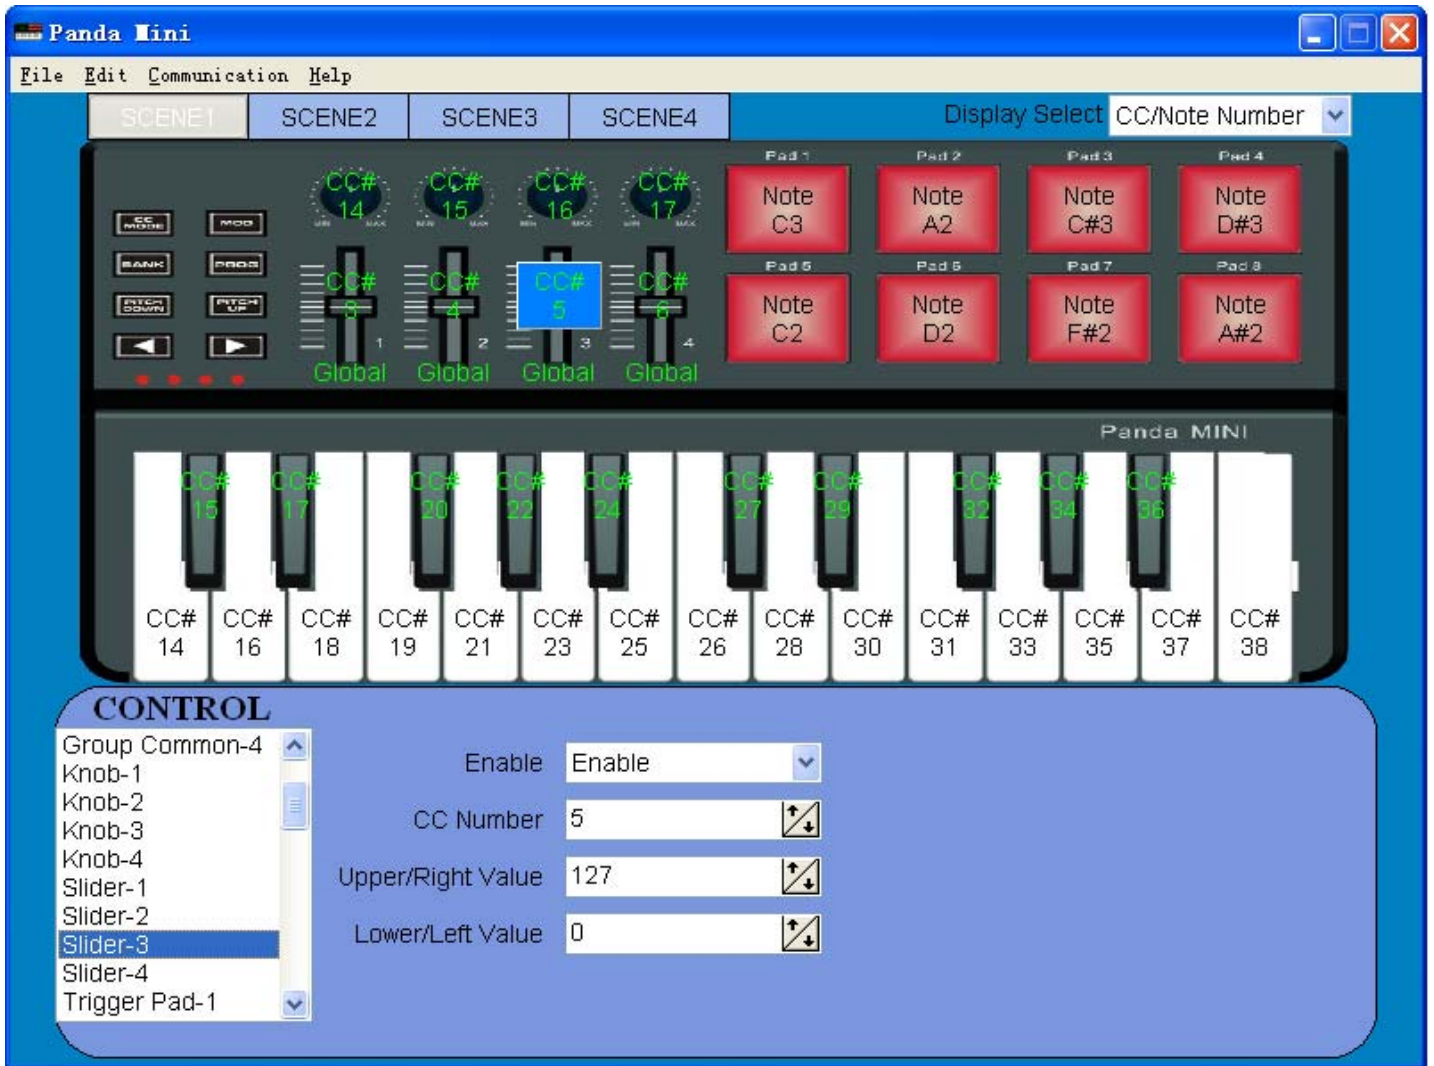 Panda Mini
File Edit Communication Help
SCENE1 SCENE2 SCENE3 SCENE4 Display Select CC/Note Number
Pad 1 Pad 2 Pad 3 Pad 4
CC# CC# CC# CC#
14 15 16 17
MIN MAX MIN MAX MIN MAX MIN MAX
Note Note Note Note
C3 A2 C#3 D#3
CC MODE MOD
BANK PROG
PITCH DOWN PITCH UP
Pad 5 Pad 6 Pad 7 Pad 8
CC# CC# CC# CC#
3 4 5 6
1 2 3 4
Global Global Global Global
Note Note Note Note
C2 D2 F#2 A#2
Panda MINI
CC# CC# CC# CC# CC# CC# CC# CC# CC# CC#
15 17 20 22 24 27 29 32 34 36
CC# CC# CC# CC# CC# CC# CC# CC# CC# CC# CC# CC# CC# CC# CC#
14 16 18 19 21 23 25 26 28 30 31 33 35 37 38
CONTROL
Group Common-4
Knob-1
Knob-2
Knob-3
Knob-4
Slider-1
Slider-2
Slider-3
Slider-4
Trigger Pad-1
Enable Enable
CC Number 5
Upper/Right Value 127
Lower/Left Value 0